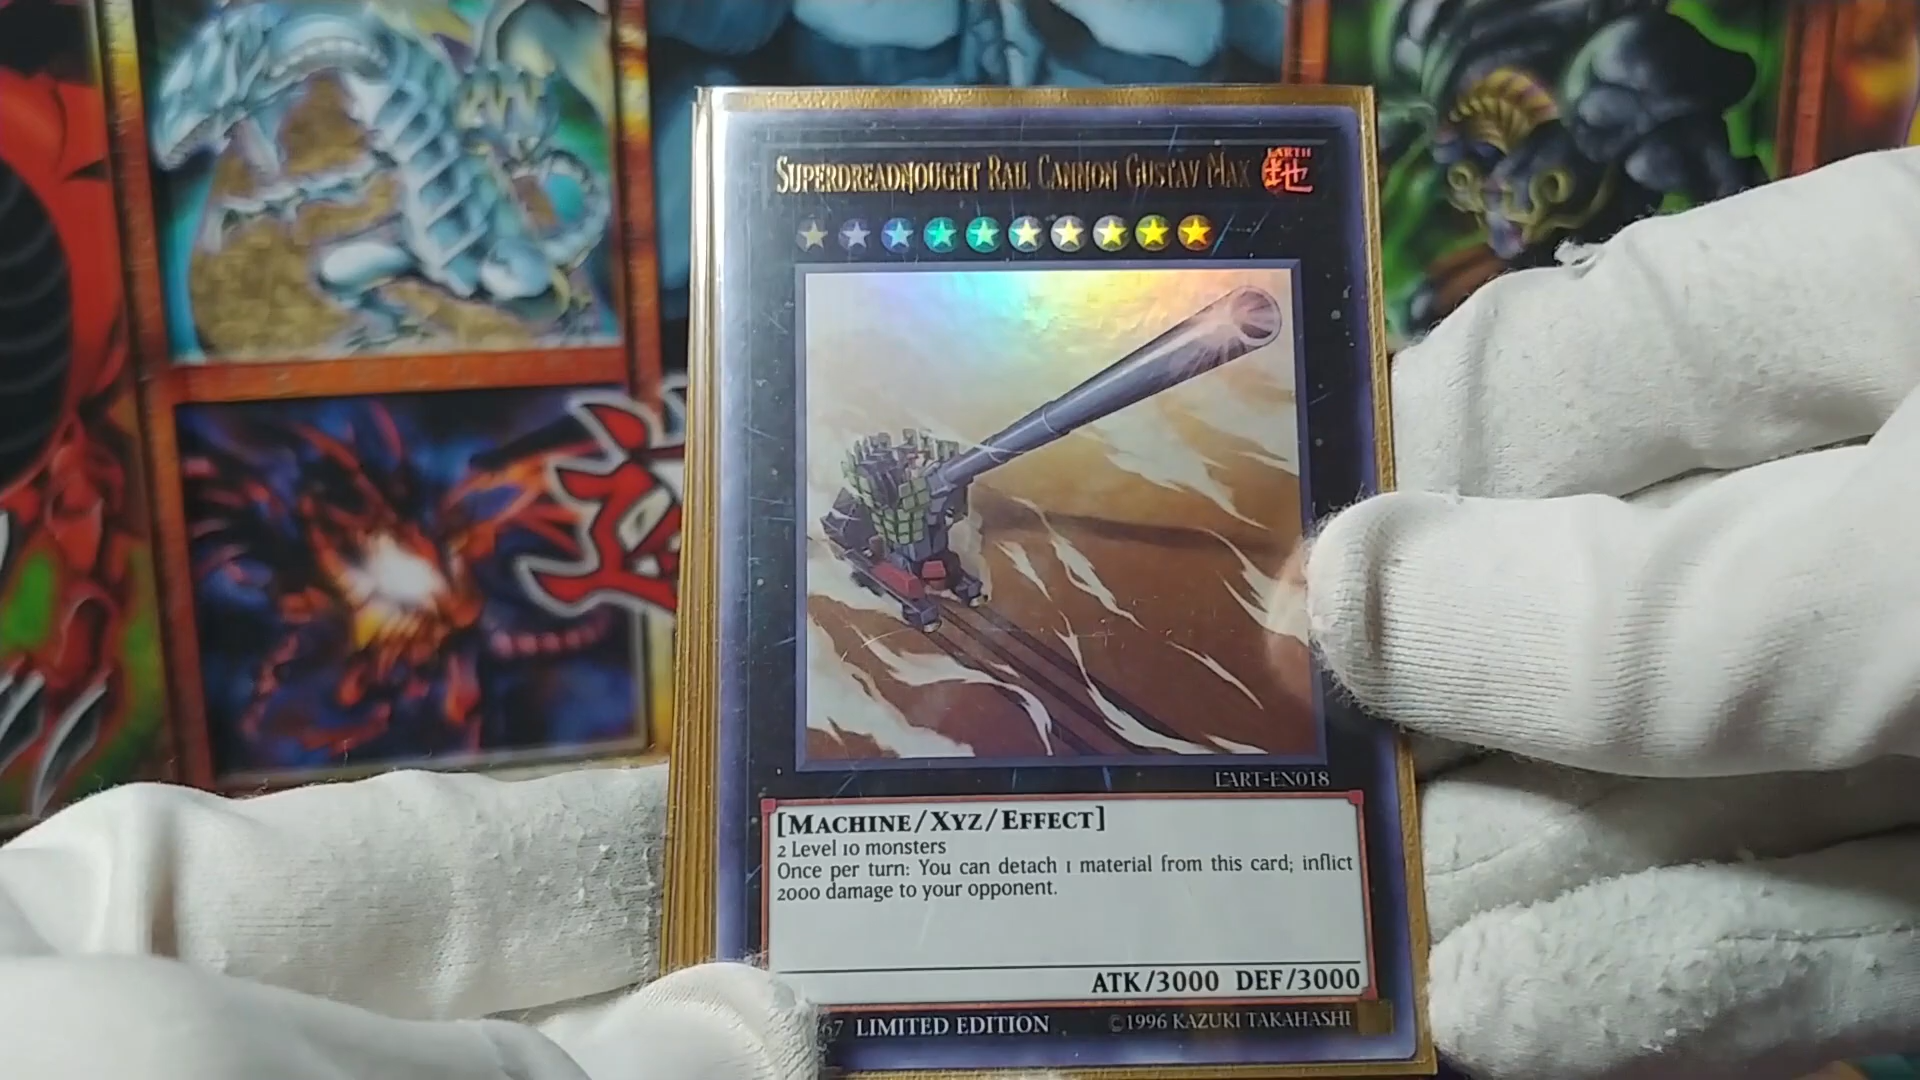 SUPERDREADNOUGHT RAIL CANNON GUSTAV MAX
EARTH
地
LART-EN018
[MACHINE/XYZ/EFFECT]
2 Level 10 monsters
Once per turn: You can detach 1 material from this card; inflict
2000 damage to your opponent.
ATK/3000 DEF/3000
67 LIMITED EDITION ©1996 KAZUKI TAKAHASHI